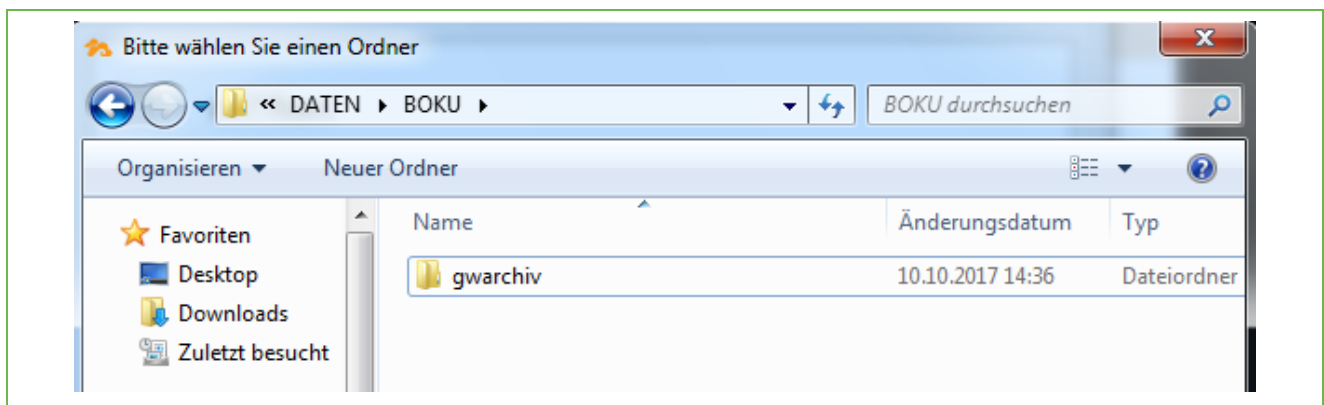 Bitte wählen Sie einen Ordner
« DATEN BOKU BOKU durchsuchen
Organisieren Neuer Ordner
Favoriten Name Änderungsdatum Typ
Desktop gwarchiv 10.10.2017 14:36 Dateiordner
Downloads
Zuletzt besucht